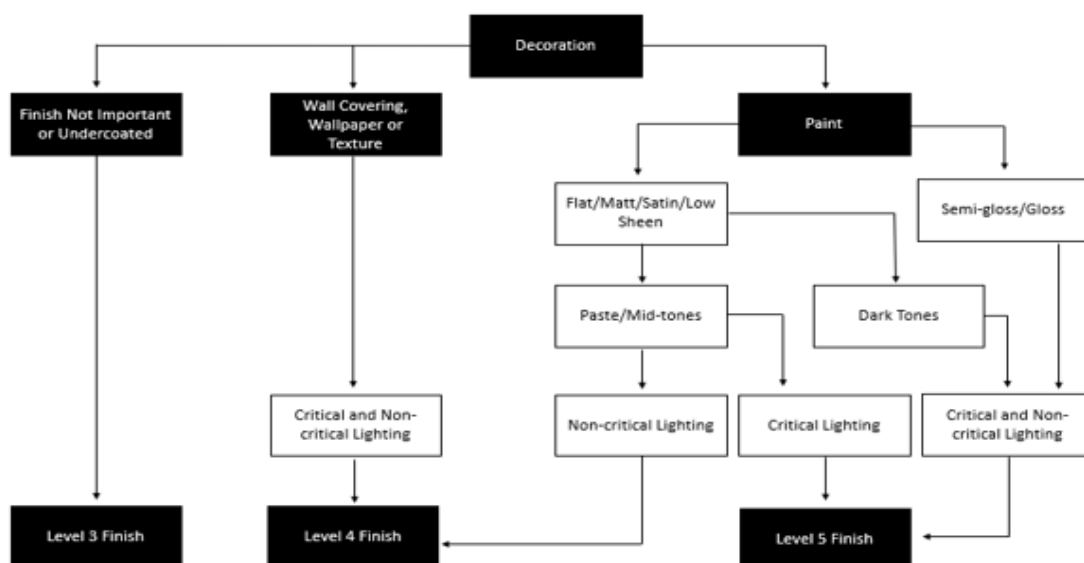 Decoration
Finish Not Important
or Undercoated
Wall Covering,
Wallpaper or
Texture
Paint
Flat/Matt/Satin/Low
Sheen
Semi-gloss/Gloss
Paste/Mid-tones
Dark Tones
Critical and Non-
critical Lighting
Non-critical Lighting
Critical Lighting
Critical and Non-
critical Lighting
Level 3 Finish
Level 4 Finish
Level 5 Finish